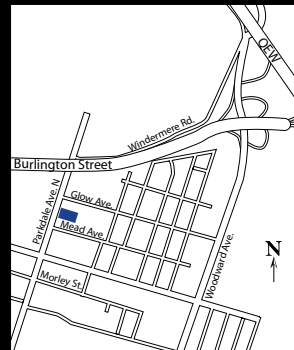 QEW
Windermere Rd.
Burlington Street
Parkdale Ave. N
Glow Ave.
Mead Ave.
Woodward Ave.
N
Morley St.